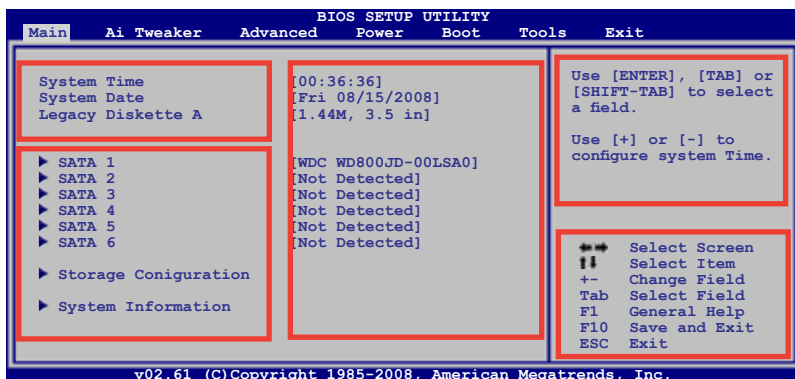 BIOS SETUP UTILITY
Main Ai Tweaker Advanced Power Boot Tools Exit
System Time [00:36:36]
System Date [Fri 08/15/2008]
Legacy Diskette A [1.44M, 3.5 in]
SATA 1 [WDC WD800JD-00LSA0]
SATA 2 [Not Detected]
SATA 3 [Not Detected]
SATA 4 [Not Detected]
SATA 5 [Not Detected]
SATA 6 [Not Detected]
Storage Coniguration
System Information
Use [ENTER], [TAB] or
[SHIFT-TAB] to select
a field.
Use [+] or [-] to
configure system Time.
←→ Select Screen
↑↓ Select Item
+- Change Field
Tab Select Field
F1 General Help
F10 Save and Exit
ESC Exit
v02.61 (C)Copyright 1985-2008, American Megatrends, Inc.